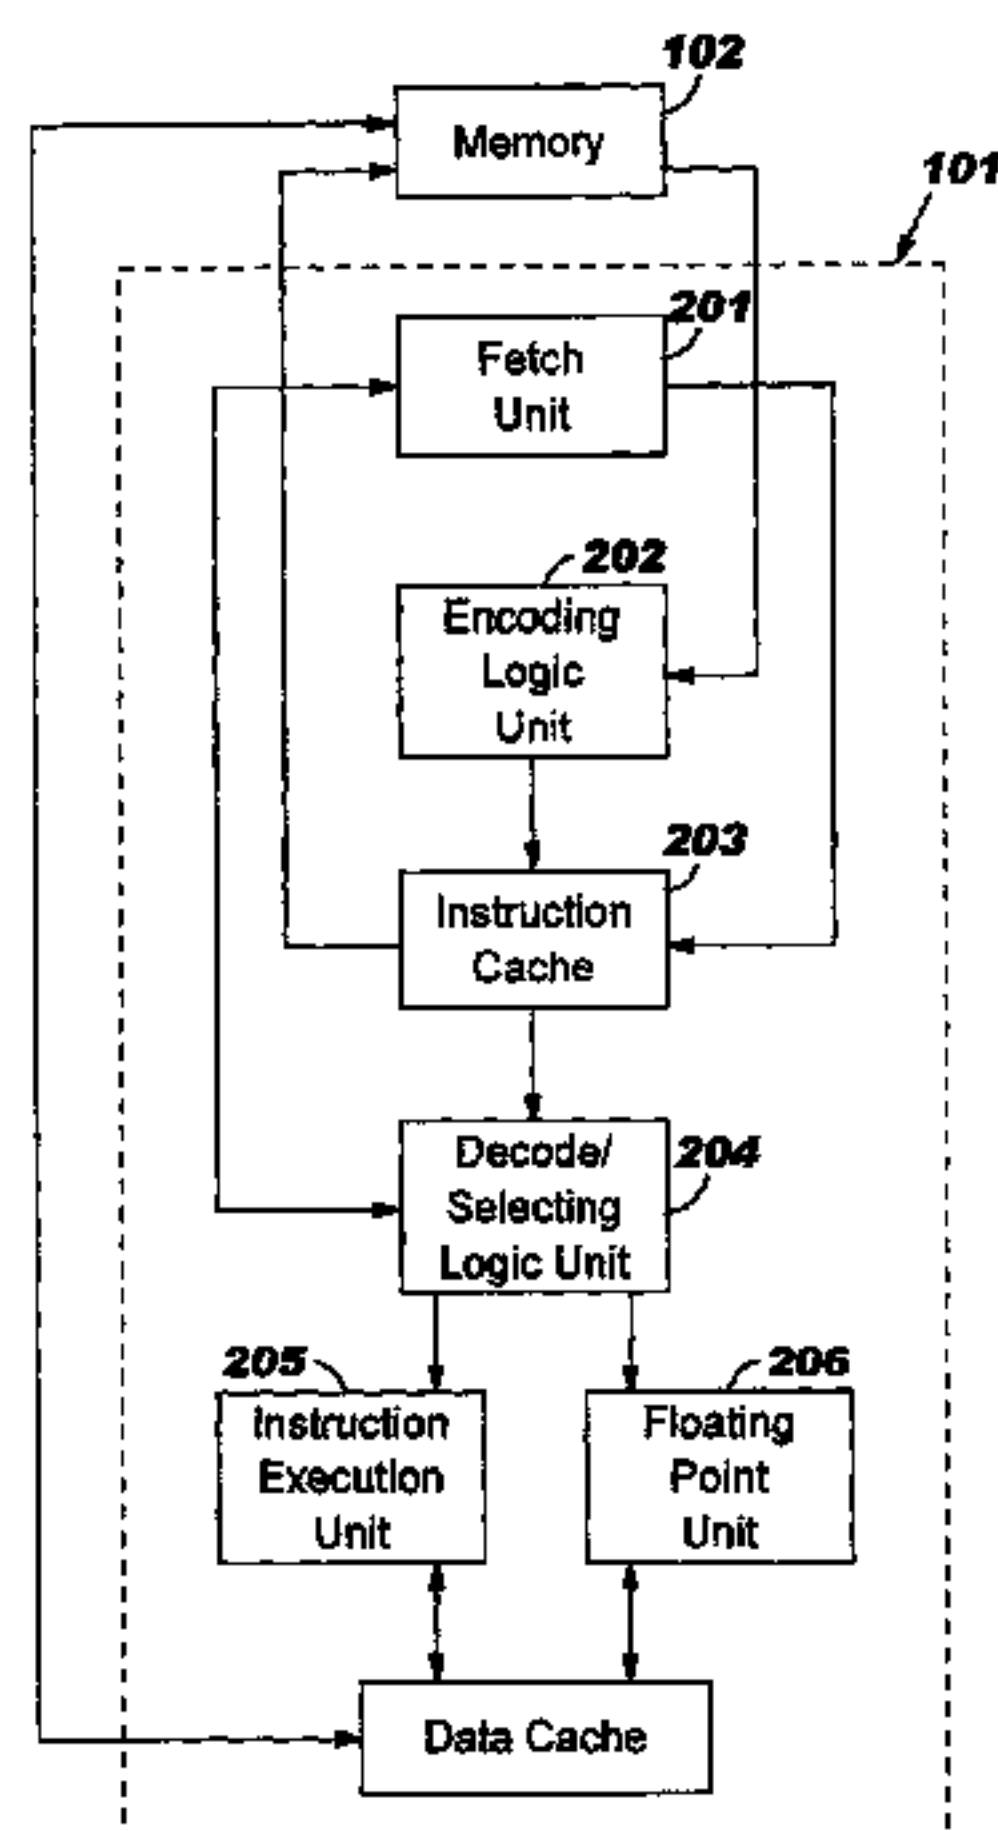 102
Memory
101
201
Fetch
Unit
202
Encoding
Logic
Unit
203
Instruction
Cache
Decode/
204
Selecting
Logic Unit
205
206
Instruction
Execution
Unit
Floating
Point
Unit
Data Cache